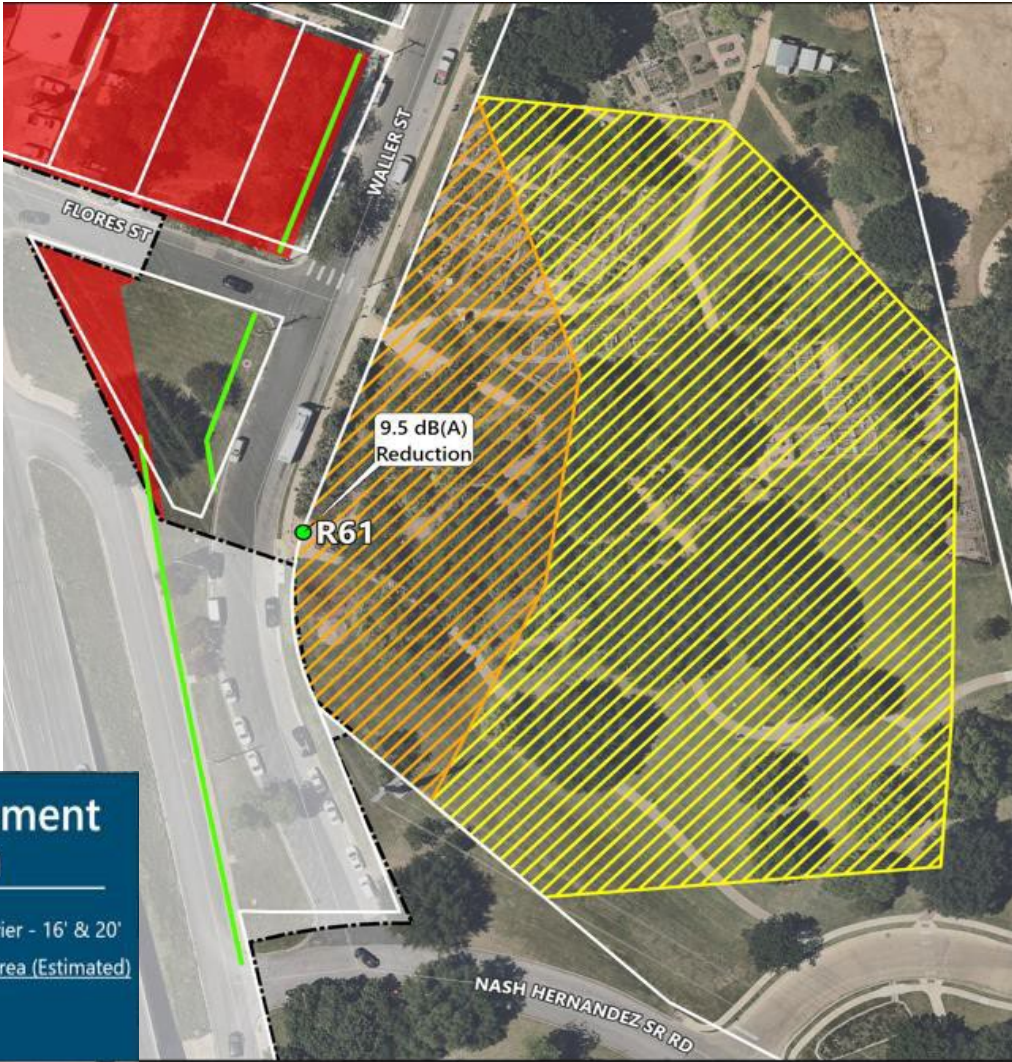 WALLER ST
FLORES ST
9.5 dB(A)
Reduction
R61
ment
ier - 16' & 20'
rea (Estimated)
NASH HERNANDEZ SR RD